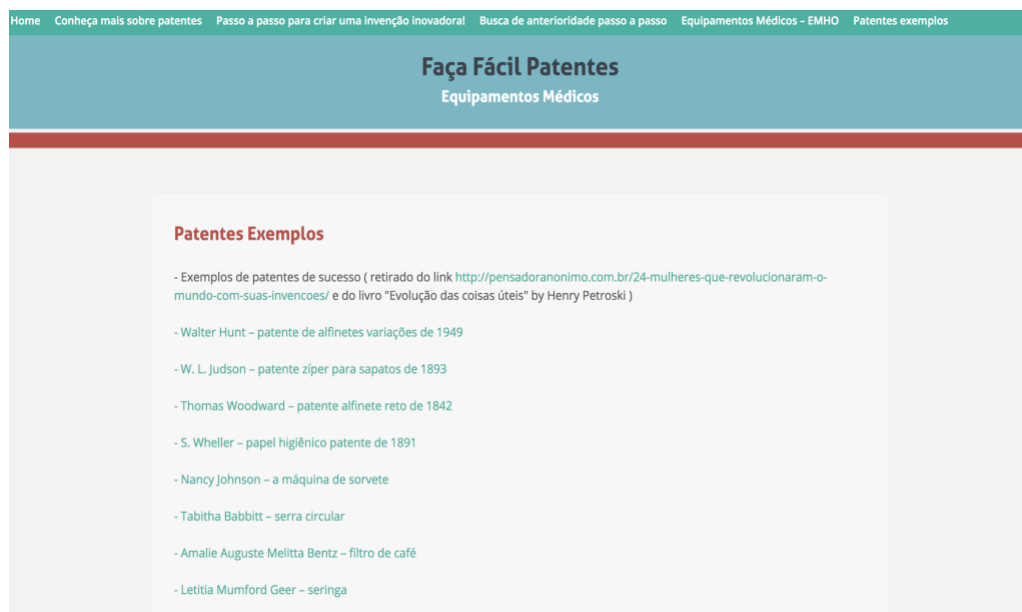 Home Conheça mais sobre patentes Passo a passo para criar uma invenção inovadora! Busca de anterioridade passo a passo Equipamentos Médicos – EMHO Patentes exemplos
Faça Fácil Patentes
Equipamentos Médicos
Patentes Exemplos
- Exemplos de patentes de sucesso ( retirado do link http://pensadoranonimo.com.br/24-mulheres-que-revolucionaram-o-
mundo-com-suas-invencoes/ e do livro "Evolução das coisas úteis" by Henry Petroski )
- Walter Hunt – patente de alfinetes variações de 1949
- W. L. Judson – patente zíper para sapatos de 1893
- Thomas Woodward – patente alfinete reto de 1842
- S. Wheller – papel higiênico patente de 1891
- Nancy Johnson – a máquina de sorvete
- Tabitha Babbitt – serra circular
- Amalie Auguste Melitta Bentz – filtro de café
- Letitia Mumford Geer – seringa